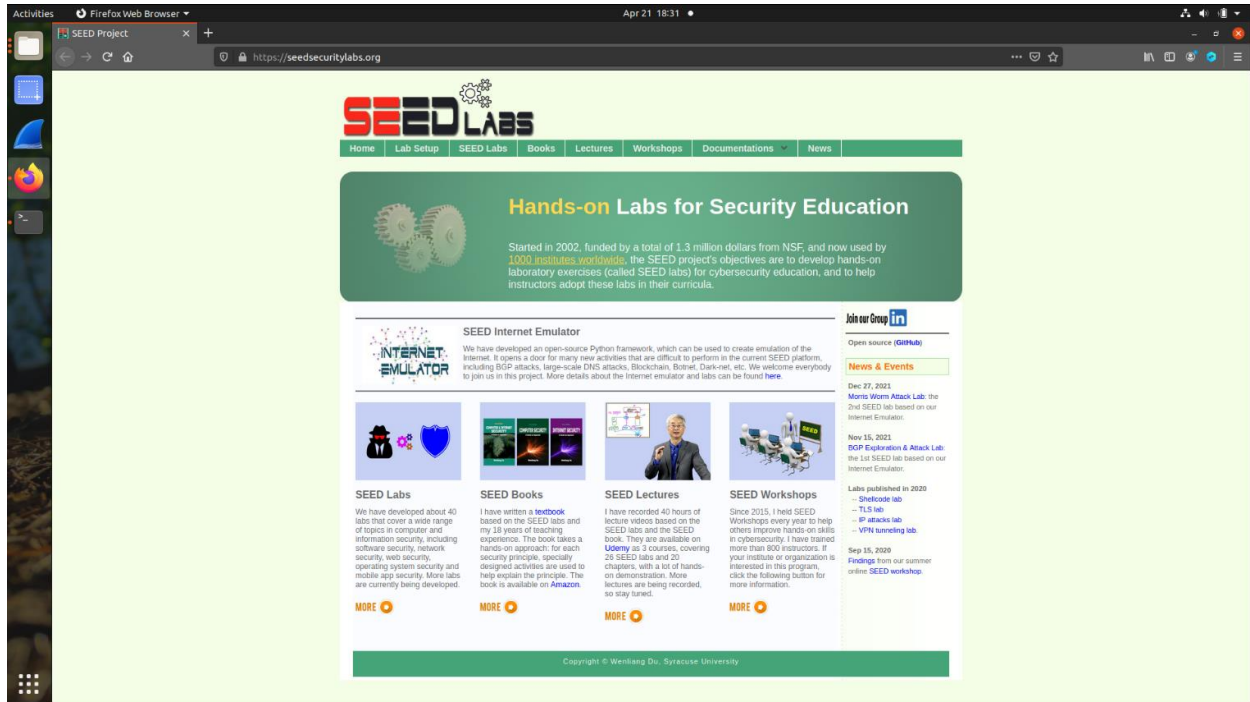 Activities
Firefox Web Browser
Apr 21 18:31
SEED Project
https://seedsecuritylabs.org
SEED LABS
Home
Lab Setup
SEED Labs
Books
Lectures
Workshops
Documentations
News
Hands-on Labs for Security Education
Started in 2002, funded by a total of 1.3 million dollars from NSF, and now used by
1000 institutes worldwide, the SEED project's objectives are to develop hands-on
laboratory exercises (called SEED labs) for cybersecurity education, and to help
instructors adopt these labs in their curricula.
INTERNET
EMULATOR
SEED Internet Emulator
We have developed an open-source Python framework, which can be used to create emulation of the
Internet. It opens a door for many new activities that are difficult to perform in the current SEED platform,
including BGP attacks, large-scale DNS attacks, Blockchain, Botnet, Dark-net, etc. We welcome everybody
to join us in this project. More details about the Internet emulator and labs can be found here.
SEED Labs
We have developed about 40
labs that cover a wide range
of topics in computer and
information security, including
software security, network
security, web security,
operating system security and
mobile app security. More labs
are currently being developed.
MORE
COMPUTER SECURITY
INTERNET SECURITY
SEED Books
I have written a textbook
based on the SEED labs and
my 18 years of teaching
experience. The book takes a
hands-on approach: for each
security principle, specially
designed activities are used to
help explain the principle. The
book is available on Amazon.
MORE
SEED Lectures
I have recorded 40 hours of
lecture videos based on the
SEED labs and the SEED
book. They are available on
Udemy as 3 courses, covering
26 SEED labs and 20
chapters, with a lot of hands-
on demonstration. More
lectures are being recorded,
so stay tuned.
MORE
SEED
SEED Workshops
Since 2015, I held SEED
Workshops every year to help
others improve hands-on skills
in cybersecurity. I have trained
more than 800 instructors. If
your institute or organization is
interested in this program,
click the following button for
more information.
MORE
Join our Group in
Open source (GitHub)
News & Events
Dec 27, 2021
Morris Worm Attack Lab: the
2nd SEED lab based on our
Internet Emulator.
Nov 15, 2021
BGP Exploration & Attack Lab:
the 1st SEED lab based on our
Internet Emulator.
Labs published in 2020
-- Shellcode lab
-- TLS lab
-- IP attacks lab
-- VPN tunneling lab.
Sep 15, 2020
Findings from our summer
online SEED workshop.
Copyright © Wenliang Du, Syracuse University